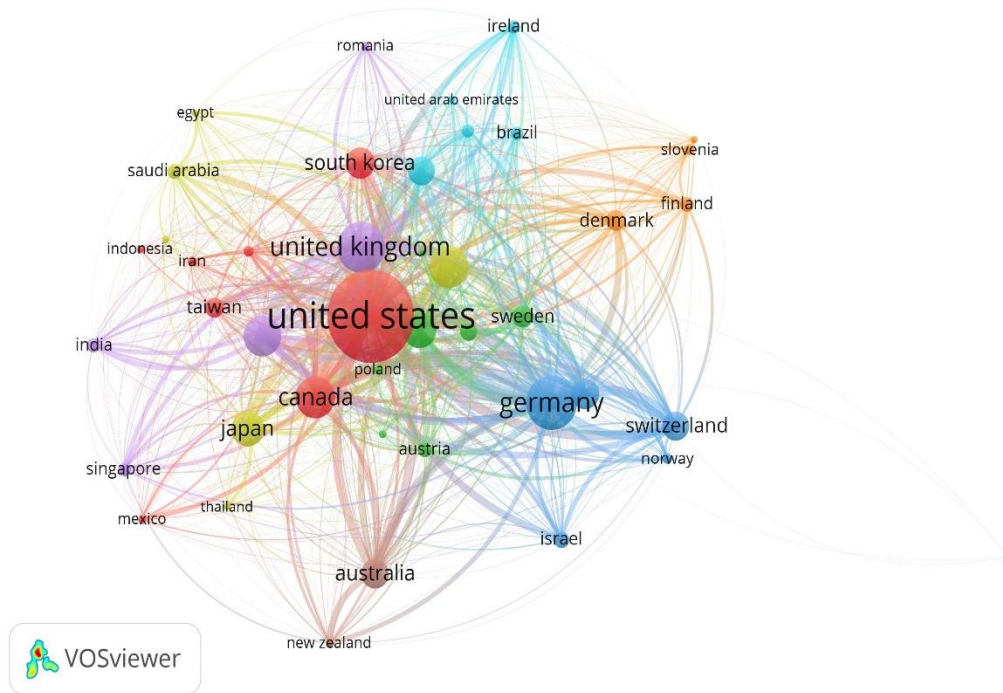 ireland
romania
united arab emirates
egypt
brazil
slovenia
south korea
saudi arabia
finland
denmark
united kingdom
indonesia
iran
taiwan
united states
sweden
india
poland
canada
germany
switzerland
japan
austria
norway
singapore
thailand
mexico
israel
australia
new zealand
VOSviewer